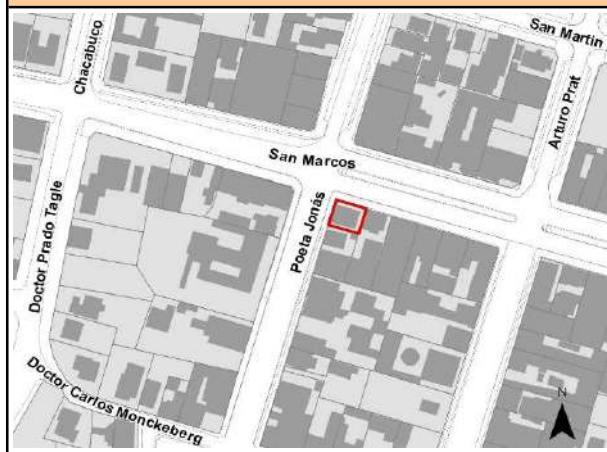 San Martin
Chacabuco
Arturo Prat
San Marcos
Poeta Jonás
Doctor Prado Tagle
Doctor Carlos Monckeberg
N